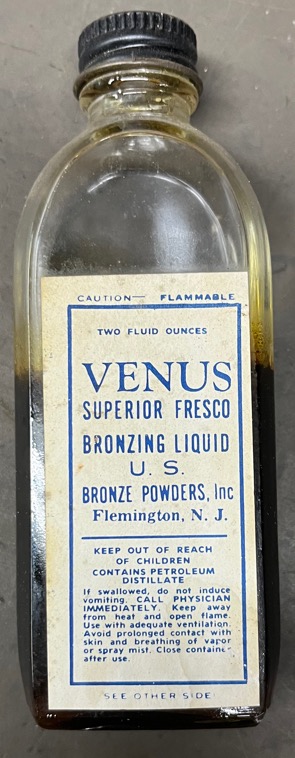 CAUTION— FLAMMABLE
TWO FLUID OUNCES
VENUS
SUPERIOR FRESCO
BRONZING LIQUID
U. S.
BRONZE POWDERS, Inc
Flemington, N. J.
KEEP OUT OF REACH
OF CHILDREN
CONTAINS PETROLEUM
DISTILLATE
If swallowed, do not induce
vomiting. CALL PHYSICIAN
IMMEDIATELY. Keep away
from heat and open flame.
Use with adequate ventilation.
Avoid prolonged contact with
skin and breathing of vapor
or spray mist. Close container
after use.
SEE OTHER SIDE